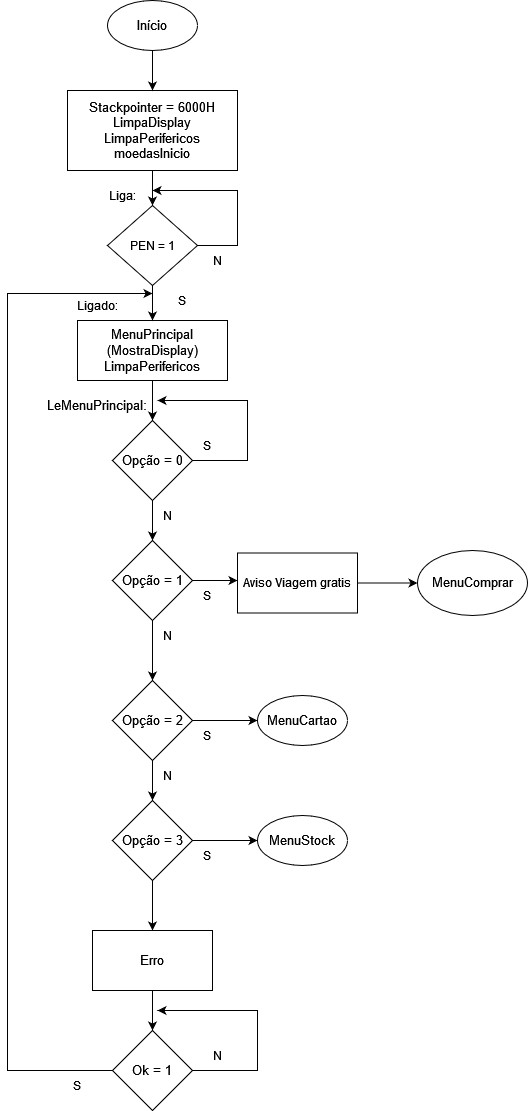 Início
Stackpointer = 6000H
LimpaDisplay
LimpaPerifericos
moedasInicio
Liga:
PEN = 1
N
S
Ligado:
MenuPrincipal
(MostraDisplay)
LimpaPerifericos
LeMenuPrincipal:
Opção = 0
S
N
Opção = 1
S
Aviso Viagem gratis
MenuComprar
N
Opção = 2
S
MenuCartao
N
Opção = 3
S
MenuStock
Erro
Ok = 1
N
S